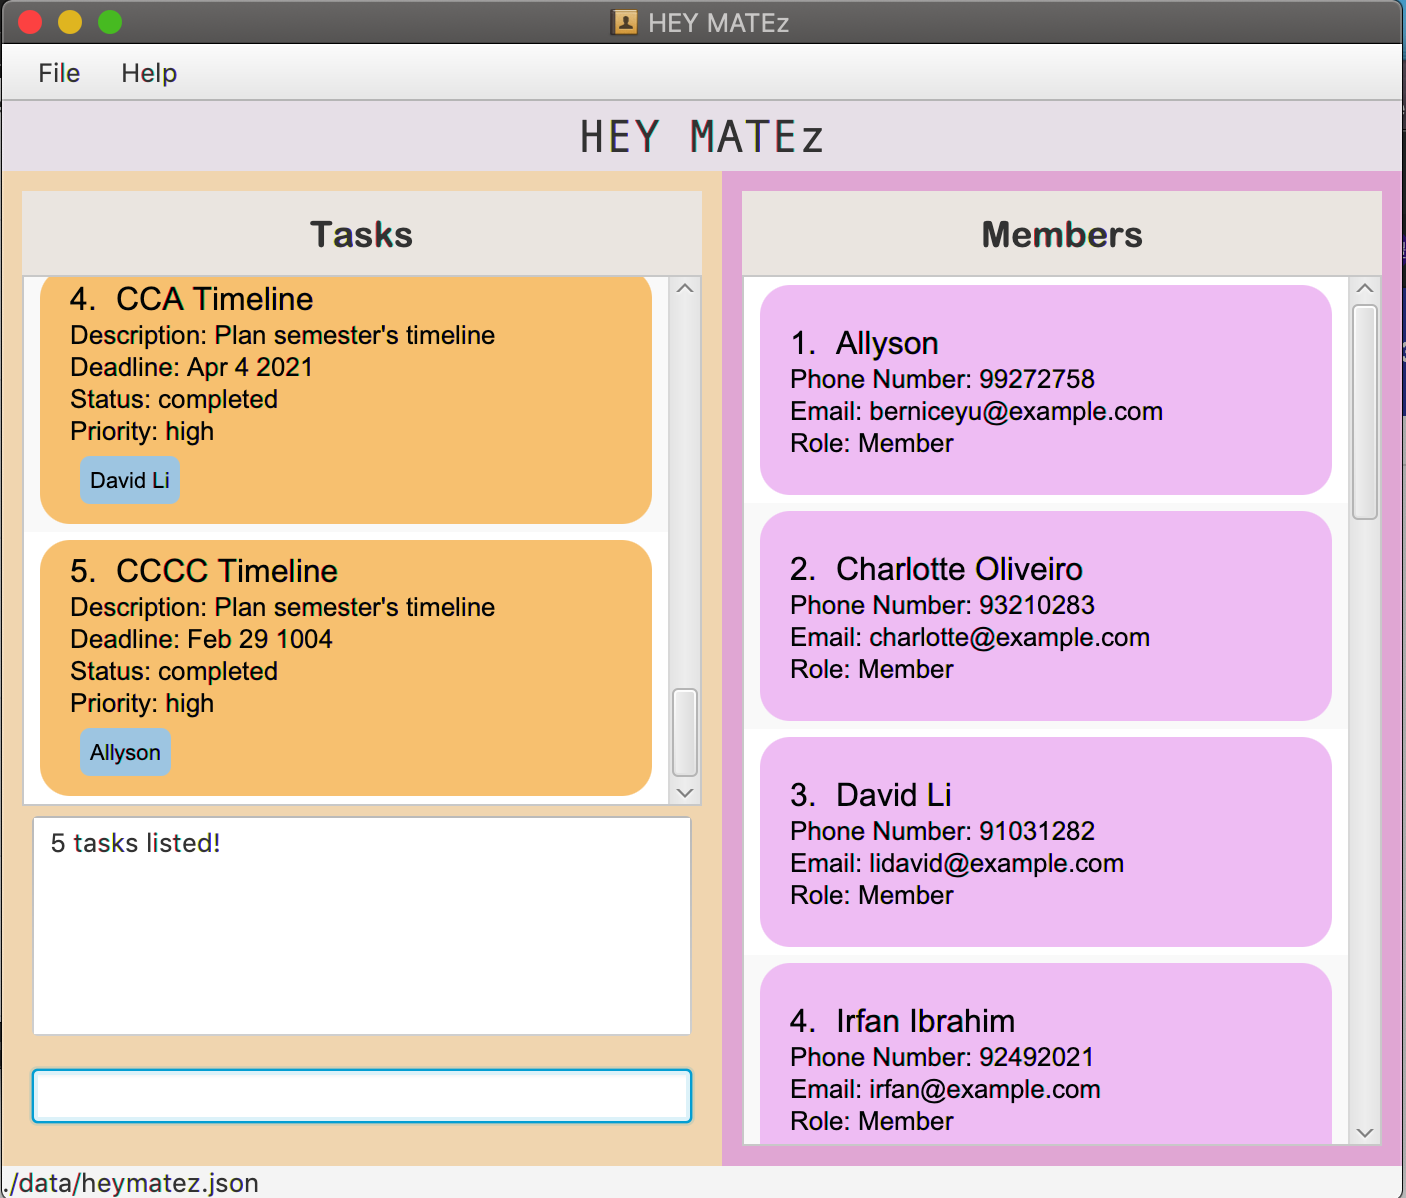 HEY MATEz
File Help
HEY MATEz
Tasks
4. CCA Timeline
Description: Plan semester's timeline
Deadline: Apr 4 2021
Status: completed
Priority: high
David Li
5. CCCC Timeline
Description: Plan semester's timeline
Deadline: Feb 29 1004
Status: completed
Priority: high
Allyson
5 tasks listed!
Members
1. Allyson
Phone Number: 99272758
Email: berniceyu@example.com
Role: Member
2. Charlotte Oliveiro
Phone Number: 93210283
Email: charlotte@example.com
Role: Member
3. David Li
Phone Number: 91031282
Email: lidavid@example.com
Role: Member
4. Irfan Ibrahim
Phone Number: 92492021
Email: irfan@example.com
Role: Member
./data/heymatez.json